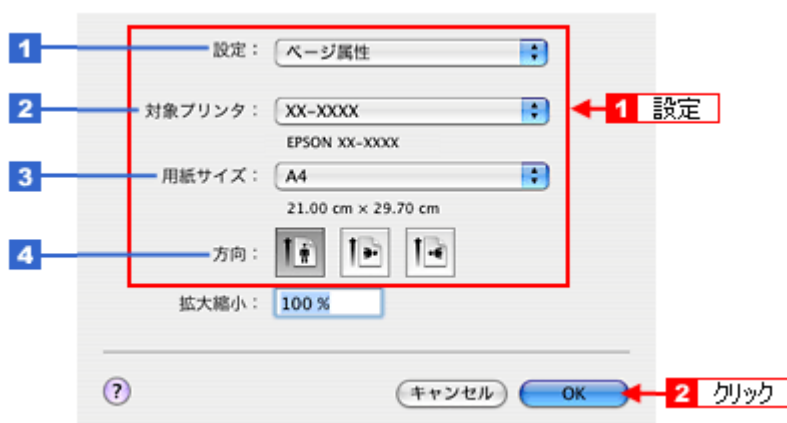 1 設定： ページ属性
2 対象プリンタ： XX-XXXX 1 設定
EPSON XX-XXXX
3 用紙サイズ： A4
21.00 cm × 29.70 cm
4 方向：
拡大縮小： 100 %
? キャンセル OK 2 クリック